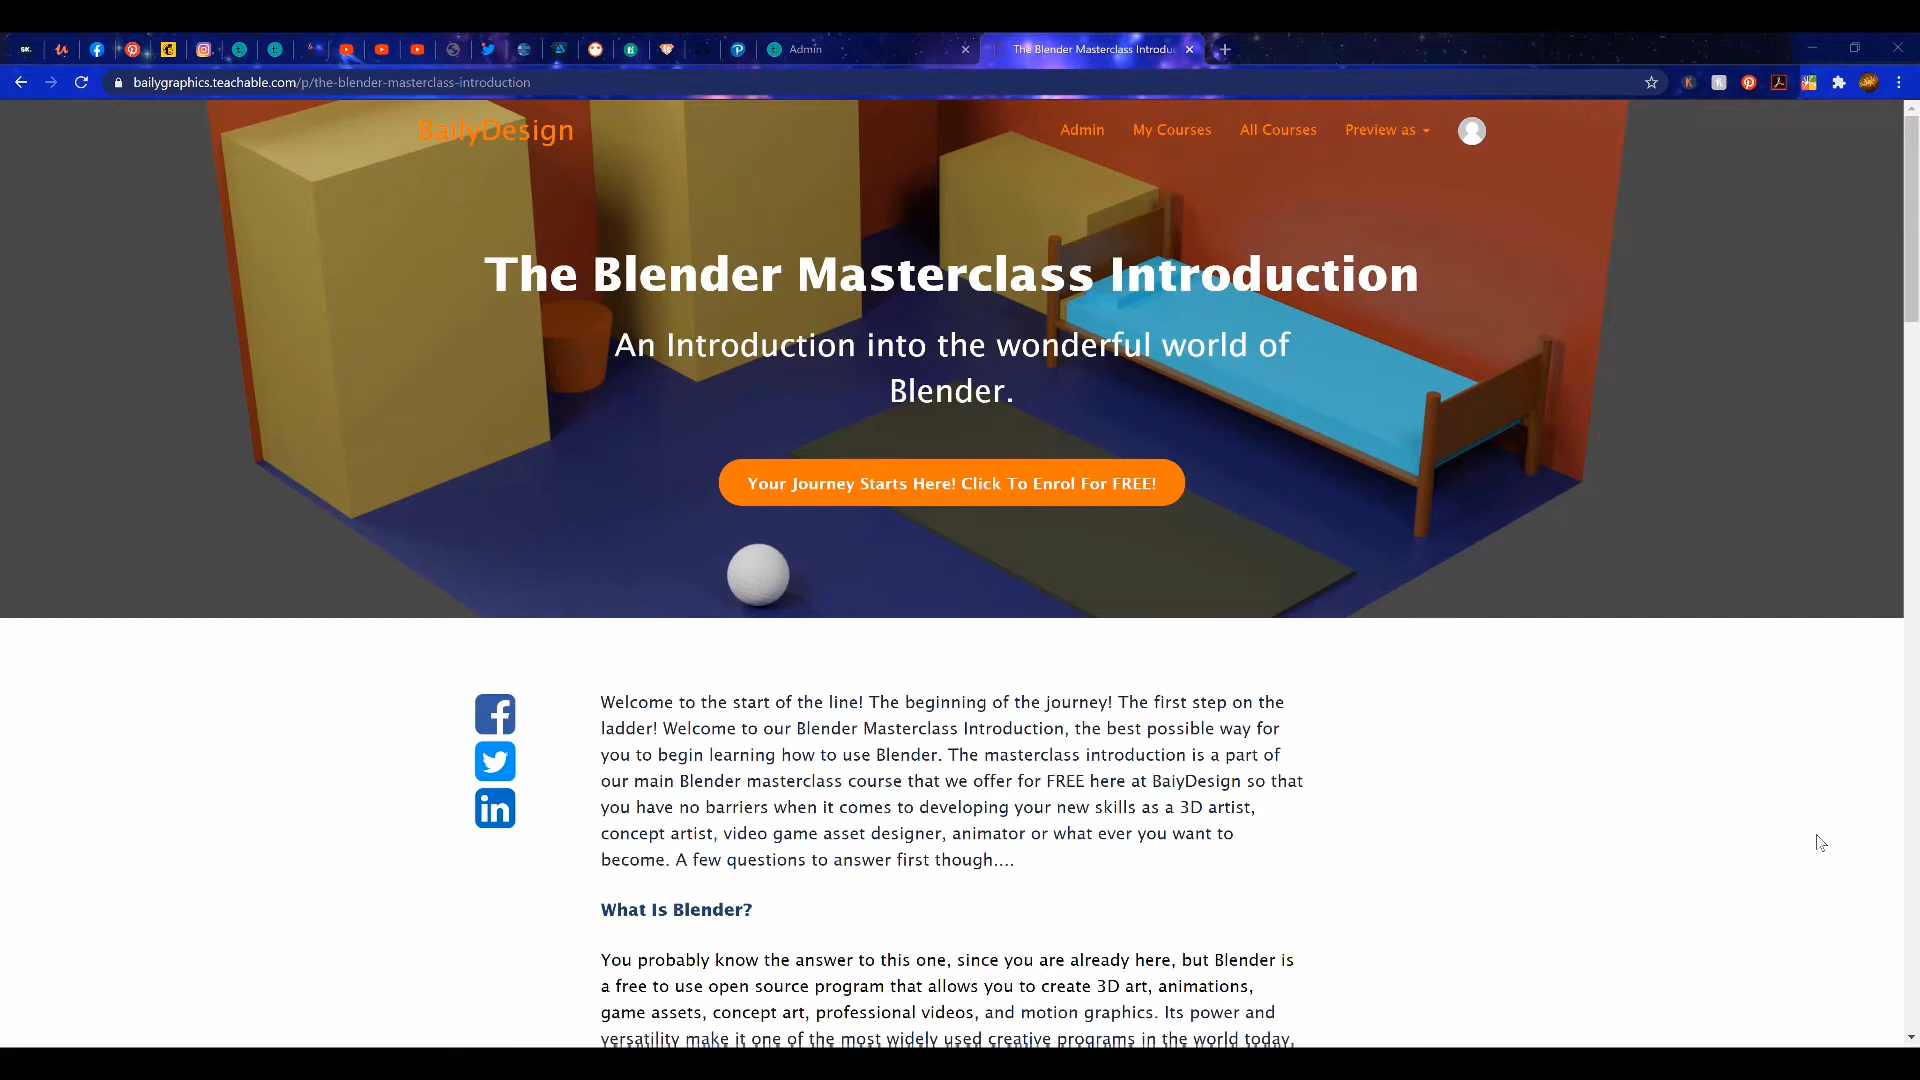 SK.
Admin
The Blender Masterclass Introdu
bailygraphics.teachable.com/p/the-blender-masterclass-introduction
BailyDesign
Admin
My Courses
All Courses
Preview as
The Blender Masterclass Introduction
An Introduction into the wonderful world of
Blender.
Your Journey Starts Here! Click To Enrol For FREE!
Welcome to the start of the line! The beginning of the journey! The first step on the
ladder! Welcome to our Blender Masterclass Introduction, the best possible way for
you to begin learning how to use Blender. The masterclass introduction is a part of
our main Blender masterclass course that we offer for FREE here at BaiyDesign so that
you have no barriers when it comes to developing your new skills as a 3D artist,
concept artist, video game asset designer, animator or what ever you want to
become. A few questions to answer first though....
What Is Blender?
You probably know the answer to this one, since you are already here, but Blender is
a free to use open source program that allows you to create 3D art, animations,
game assets, concept art, professional videos, and motion graphics. Its power and
versatility make it one of the most widely used creative programs in the world today,